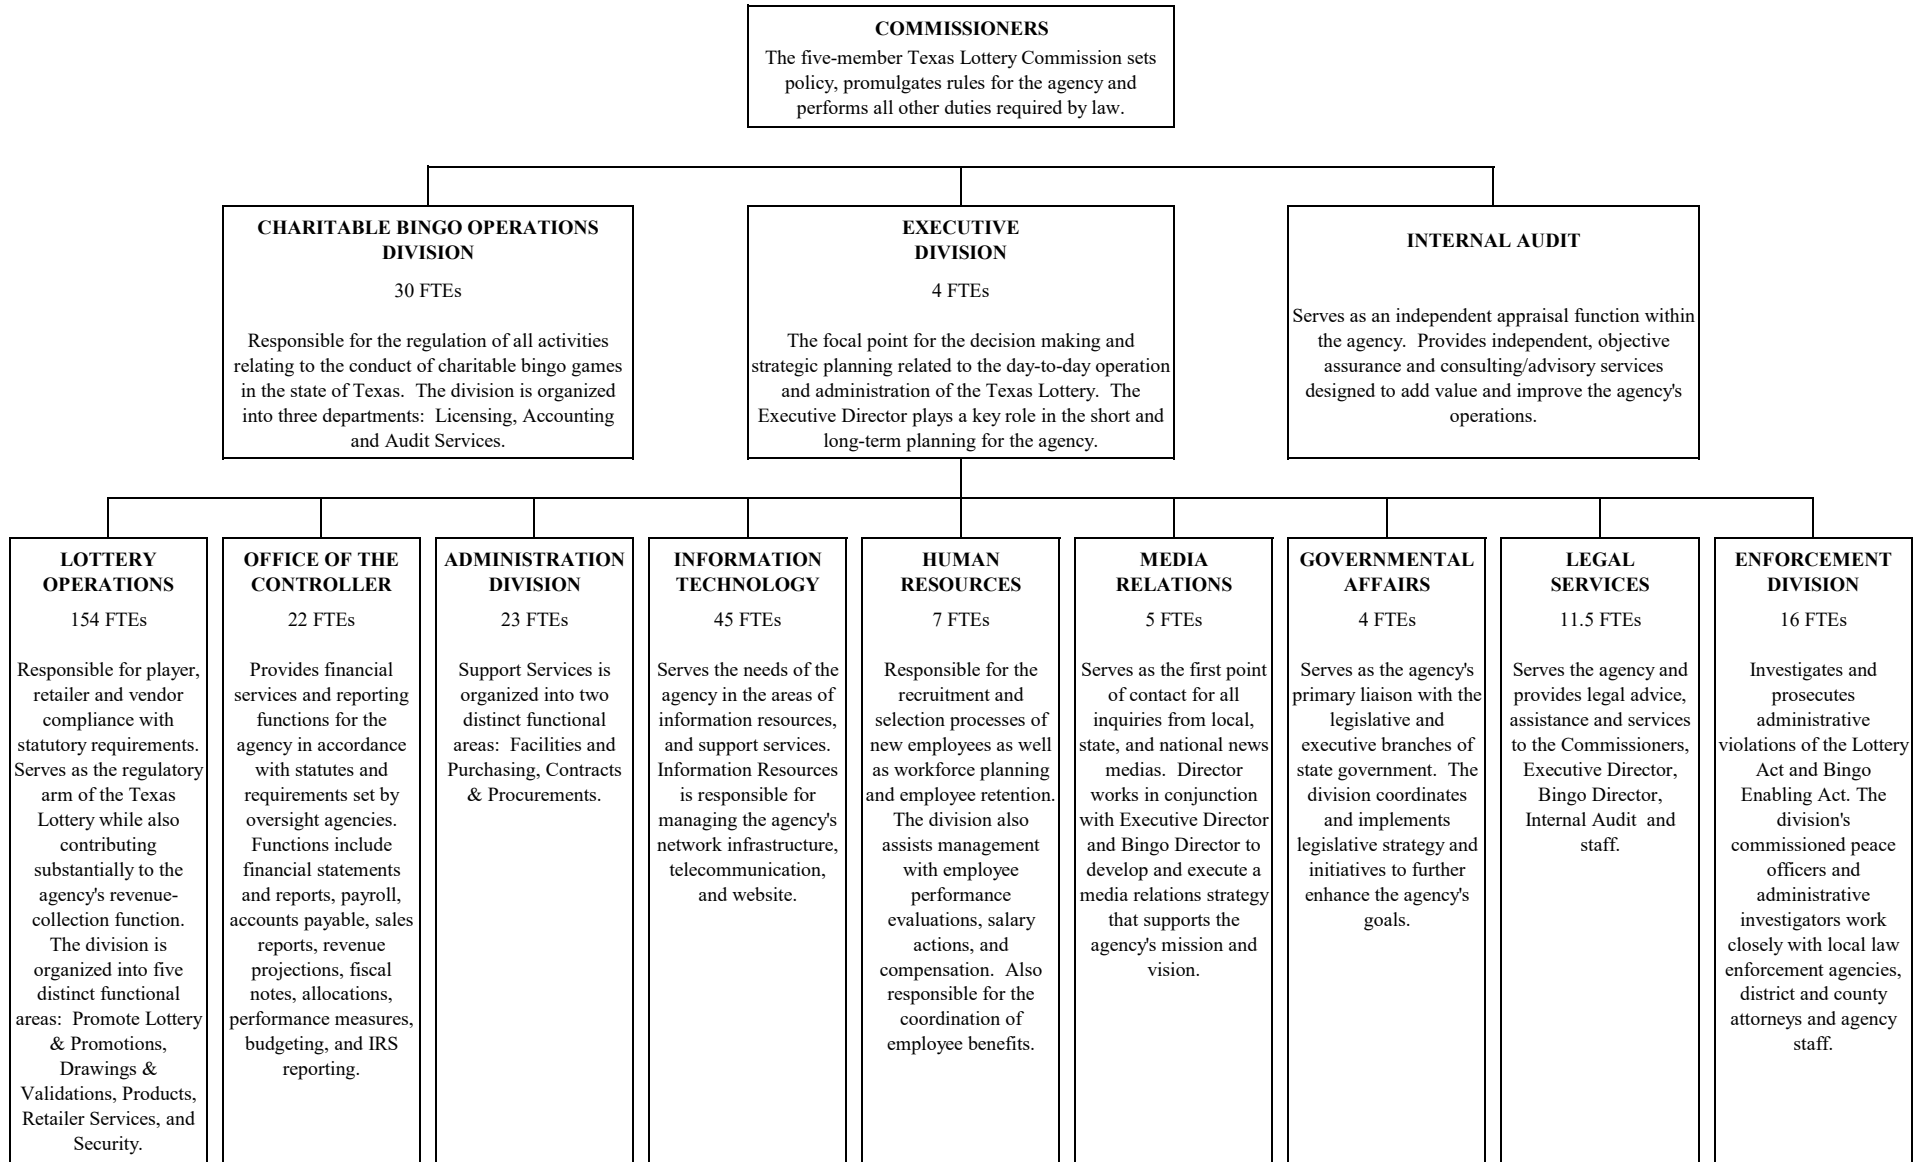 COMMISSIONERS
The five-member Texas Lottery Commission sets
policy, promulgates rules for the agency and
performs all other duties required by law.
CHARITABLE BINGO OPERATIONS
DIVISION
30 FTEs
Responsible for the regulation of all activities
relating to the conduct of charitable bingo games
in the state of Texas. The division is organized
into three departments: Licensing, Accounting
and Audit Services.
EXECUTIVE
DIVISION
4 FTEs
The focal point for the decision making and
strategic planning related to the day-to-day operation
and administration of the Texas Lottery. The
Executive Director plays a key role in the short and
long-term planning for the agency.
INTERNAL AUDIT
Serves as an independent appraisal function within
the agency. Provides independent, objective
assurance and consulting/advisory services
designed to add value and improve the agency's
operations.
LOTTERY
OPERATIONS
154 FTEs
Responsible for player,
retailer and vendor
compliance with
statutory requirements.
Serves as the regulatory
arm of the Texas
Lottery while also
contributing
substantially to the
agency's revenue-
collection function.
The division is
organized into five
distinct functional
areas: Promote Lottery
& Promotions,
Drawings &
Validations, Products,
Retailer Services, and
Security.
OFFICE OF THE
CONTROLLER
22 FTEs
Provides financial
services and reporting
functions for the
agency in accordance
with statutes and
requirements set by
oversight agencies.
Functions include
financial statements
and reports, payroll,
accounts payable, sales
reports, revenue
projections, fiscal
notes, allocations,
performance measures,
budgeting, and IRS
reporting.
ADMINISTRATION
DIVISION
23 FTEs
Support Services is
organized into two
distinct functional
areas: Facilities and
Purchasing, Contracts
& Procurements.
INFORMATION
TECHNOLOGY
45 FTEs
Serves the needs of the
agency in the areas of
information resources,
and support services.
Information Resources
is responsible for
managing the agency's
network infrastructure,
telecommunication,
and website.
HUMAN
RESOURCES
7 FTEs
Responsible for the
recruitment and
selection processes of
new employees as well
as workforce planning
and employee retention.
The division also
assists management
with employee
performance
evaluations, salary
actions, and
compensation. Also
responsible for the
coordination of
employee benefits.
MEDIA
RELATIONS
5 FTEs
Serves as the first point
of contact for all
inquiries from local,
state, and national news
medias. Director
works in conjunction
with Executive Director
and Bingo Director to
develop and execute a
media relations strategy
that supports the
agency's mission and
vision.
GOVERNMENTAL
AFFAIRS
4 FTEs
Serves as the agency's
primary liaison with the
legislative and
executive branches of
state government. The
division coordinates
and implements
legislative strategy and
initiatives to further
enhance the agency's
goals.
LEGAL
SERVICES
11.5 FTEs
Serves the agency and
provides legal advice,
assistance and services
to the Commissioners,
Executive Director,
Bingo Director,
Internal Audit and
staff.
ENFORCEMENT
DIVISION
16 FTEs
Investigates and
prosecutes
administrative
violations of the Lottery
Act and Bingo
Enabling Act. The
division's
commissioned peace
officers and
administrative
investigators work
closely with local law
enforcement agencies,
district and county
attorneys and agency
staff.